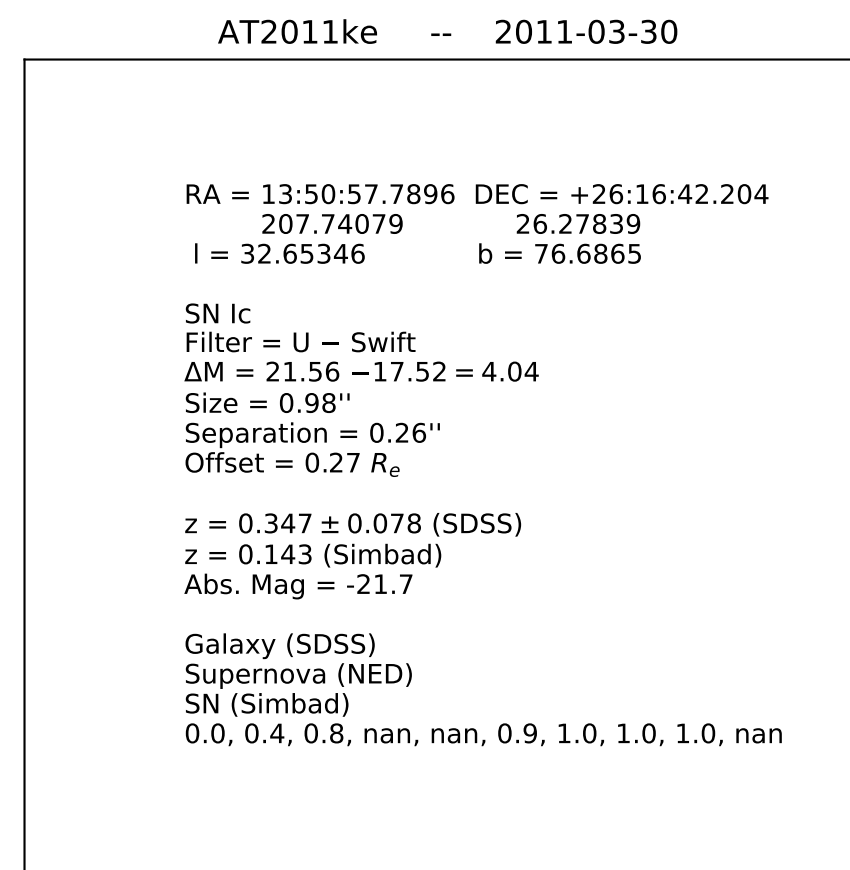 AT2011ke -- 2011-03-30
RA = 13:50:57.7896 DEC = +26:16:42.204
207.74079 26.27839
l = 32.65346 b = 76.6865
SN Ic
Filter = U − Swift
ΔM = 21.56 −17.52 = 4.04
Size = 0.98''
Separation = 0.26''
Offset = 0.27 Rₑ
z = 0.347 ± 0.078 (SDSS)
z = 0.143 (Simbad)
Abs. Mag = -21.7
Galaxy (SDSS)
Supernova (NED)
SN (Simbad)
0.0, 0.4, 0.8, nan, nan, 0.9, 1.0, 1.0, 1.0, nan